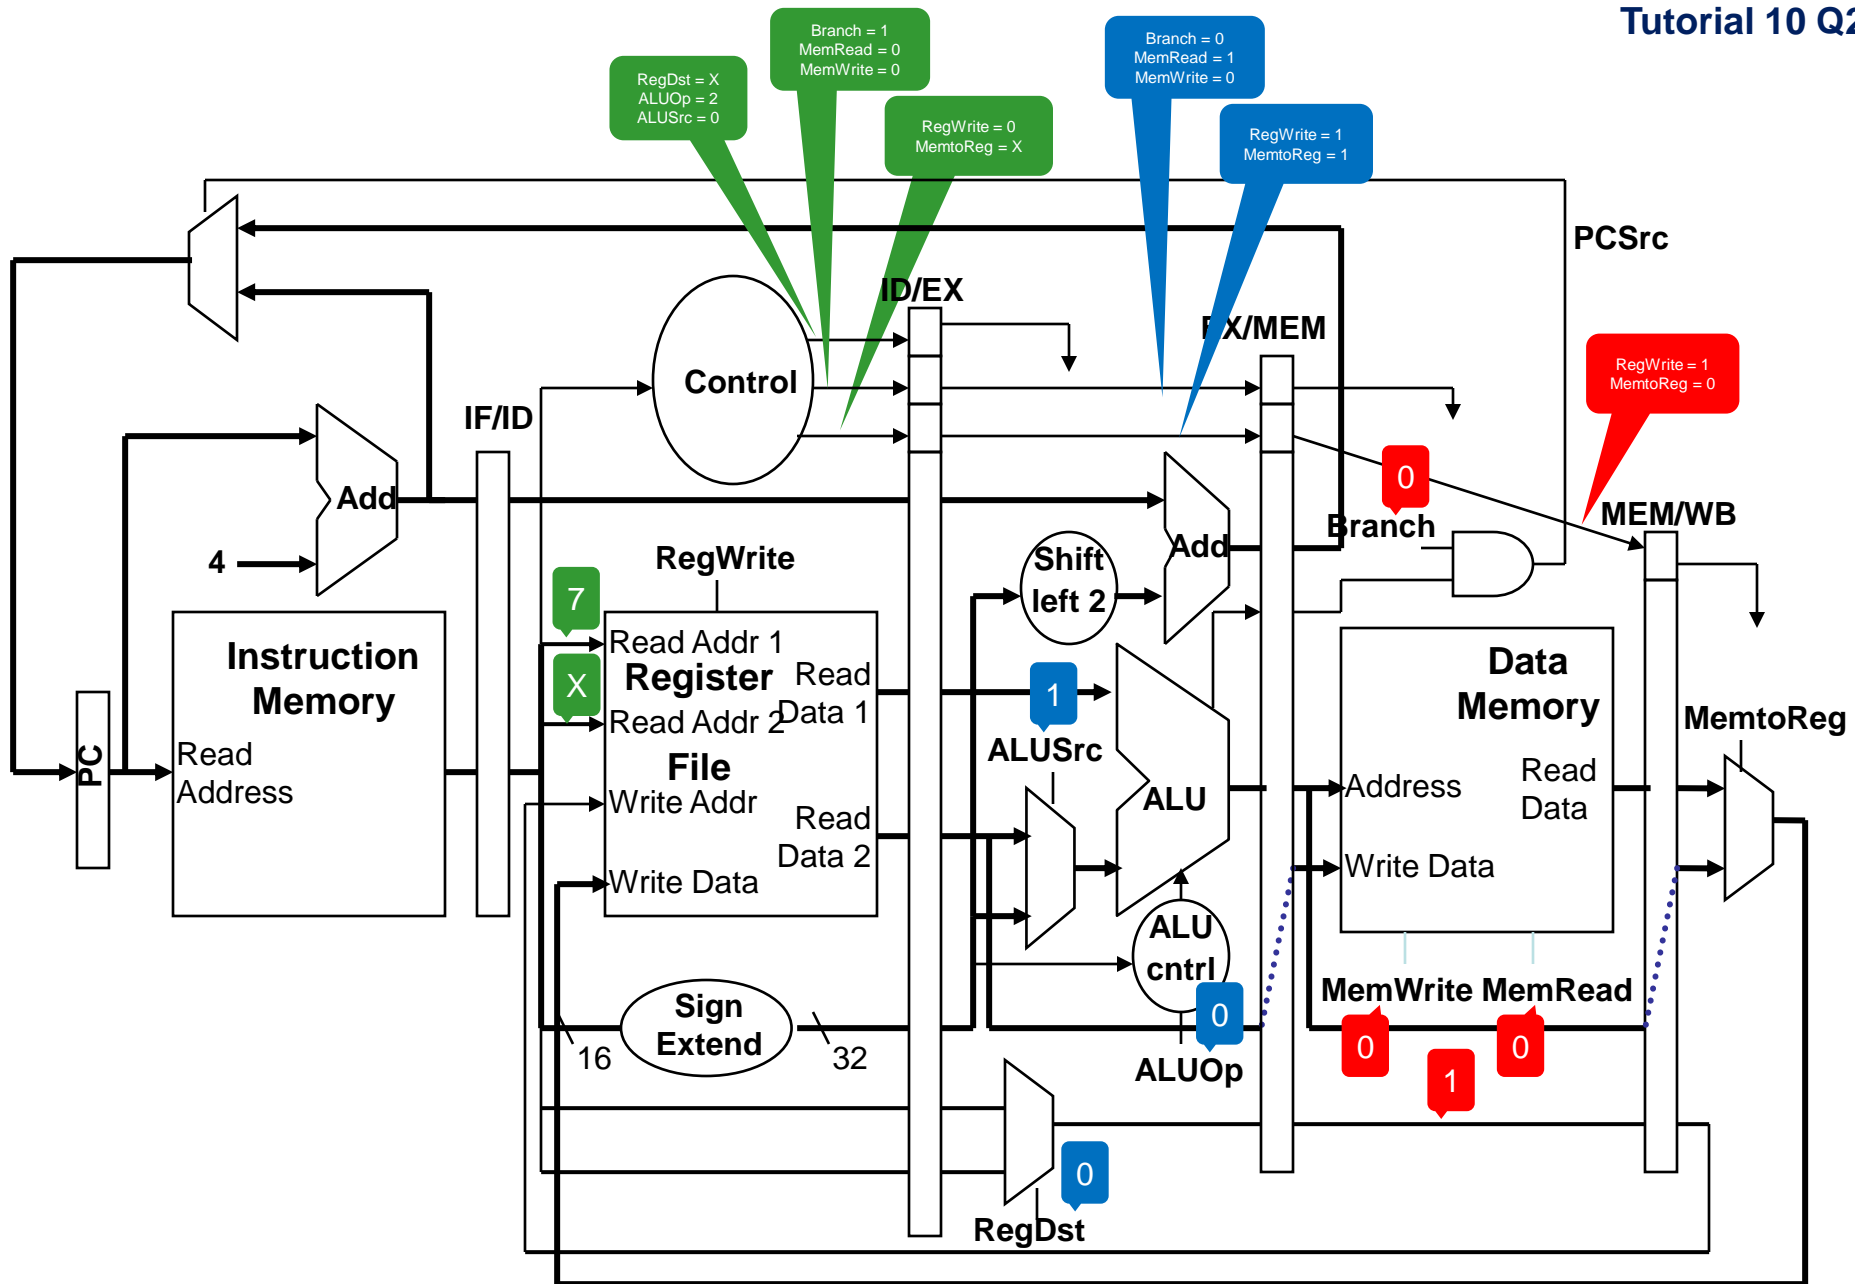 Tutorial 10 Q2
Branch = 1
MemRead = 0
MemWrite = 0
Branch = 0
MemRead = 1
MemWrite = 0
RegDst = X
ALUOp = 2
ALUSrc = 0
RegWrite = 0
MemtoReg = X
RegWrite = 1
MemtoReg = 1
PCSrc
ID/EX
EX/MEM
RegWrite = 1
MemtoReg = 0
Control
IF/ID
0
Add
Branch
MEM/WB
Add
4
RegWrite
Shift
left 2
7
Read Addr 1
Instruction
Memory
Register
Read
Data 1
X
1
Data
Memory
Read Addr 2
MemtoReg
ALUSrc
PC
Read
Address
File
Write Addr
ALU
Address
Read
Data
Read
Data 2
Write Data
Write Data
ALU
cntrl
Sign
Extend
MemWrite
MemRead
0
16
32
0
0
ALUOp
1
0
RegDst